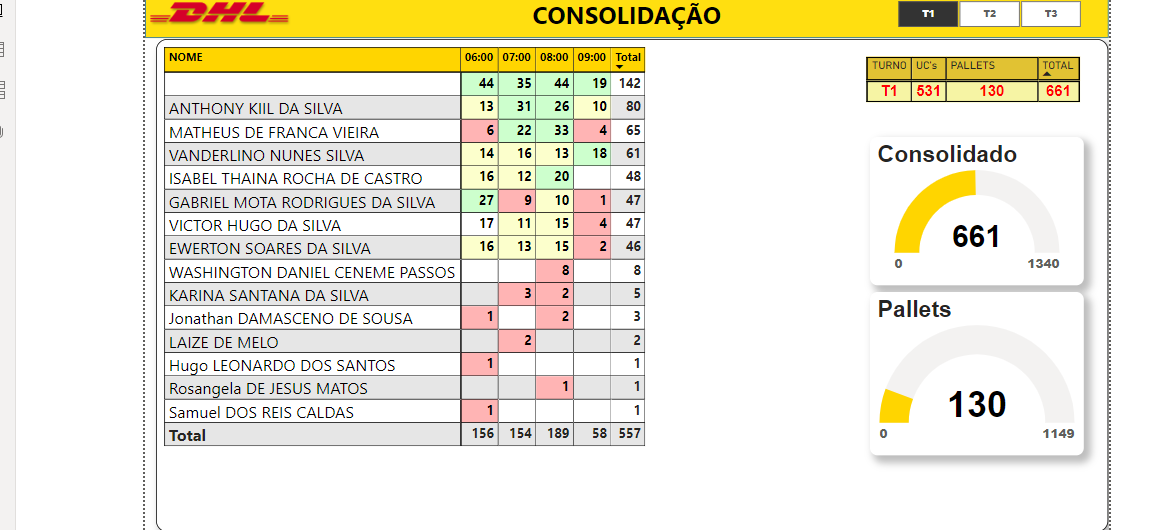 DHL CONSOLIDAÇÃO T1 T2 T3
NOME 06:00 07:00 08:00 09:00 Total
44 35 44 19 142
ANTHONY KIIL DA SILVA 13 31 26 10 80
MATHEUS DE FRANCA VIEIRA 6 22 33 4 65
VANDERLINO NUNES SILVA 14 16 13 18 61
ISABEL THAINA ROCHA DE CASTRO 16 12 20 48
GABRIEL MOTA RODRIGUES DA SILVA 27 9 10 1 47
VICTOR HUGO DA SILVA 17 11 15 4 47
EWERTON SOARES DA SILVA 16 13 15 2 46
WASHINGTON DANIEL CENEME PASSOS 8 8
KARINA SANTANA DA SILVA 3 2 5
Jonathan DAMASCENO DE SOUSA 1 2 3
LAIZE DE MELO 2 2
Hugo LEONARDO DOS SANTOS 1 1
Rosangela DE JESUS MATOS 1 1
Samuel DOS REIS CALDAS 1 1
Total 156 154 189 58 557
TURNO UC's PALLETS TOTAL
T1 531 130 661
Consolidado
661
0 1340
Pallets
130
0 1149